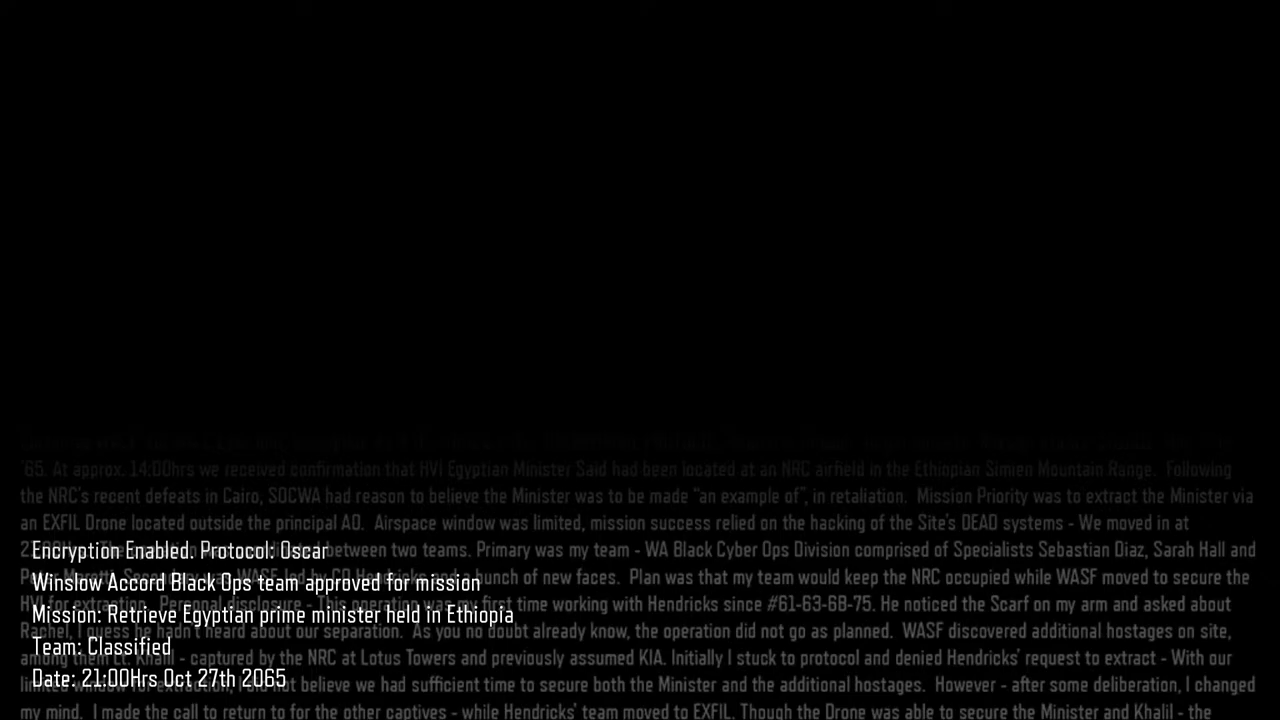 '65. At approx. 14:00hrs we received confirmation that HVI Egyptian Minister Said had been located at an NRC airfield in the Ethiopian Simien Mountain Range. Following
the NRC's recent defeats in Cairo, SOCWA had reason to believe the Minister was to be made "an example of", in retaliation. Mission Priority was to extract the Minister via
an EXFIL Drone located outside the principal AO. Airspace window was limited, mission success relied on the hacking of the Site's DEAD systems - We moved in at
between two teams. Primary was my team - WA Black Cyber Ops Division comprised of Specialists Sebastian Diaz, Sarah Hall and
Encryption Enabled. Protocol: Oscar
bunch of new faces. Plan was that my team would keep the NRC occupied while WASF moved to secure the
Winslow Accord Black Ops team approved for mission
HVI for extraction. Personal disclosure - This operation was my first time working with Hendricks since #61-63-6B-75. He noticed the Scarf on my arm and asked about
Mission: Retrieve Egyptian prime minister held in Ethiopia
Rachel, I guess he hadn't heard about our separation. As you no doubt already know, the operation did not go as planned. WASF discovered additional hostages on site,
Team: Classified
among them Lt. Khalil - captured by the NRC at Lotus Towers and previously assumed KIA. Initially I stuck to protocol and denied Hendricks' request to extract - With our
Date: 21:00Hrs Oct 27th 2065
believe we had sufficient time to secure both the Minister and the additional hostages. However - after some deliberation, I changed
my mind. I made the call to return to for the other captives - while Hendricks' team moved to EXFIL. Though the Drone was able to secure the Minister and Khalil - the